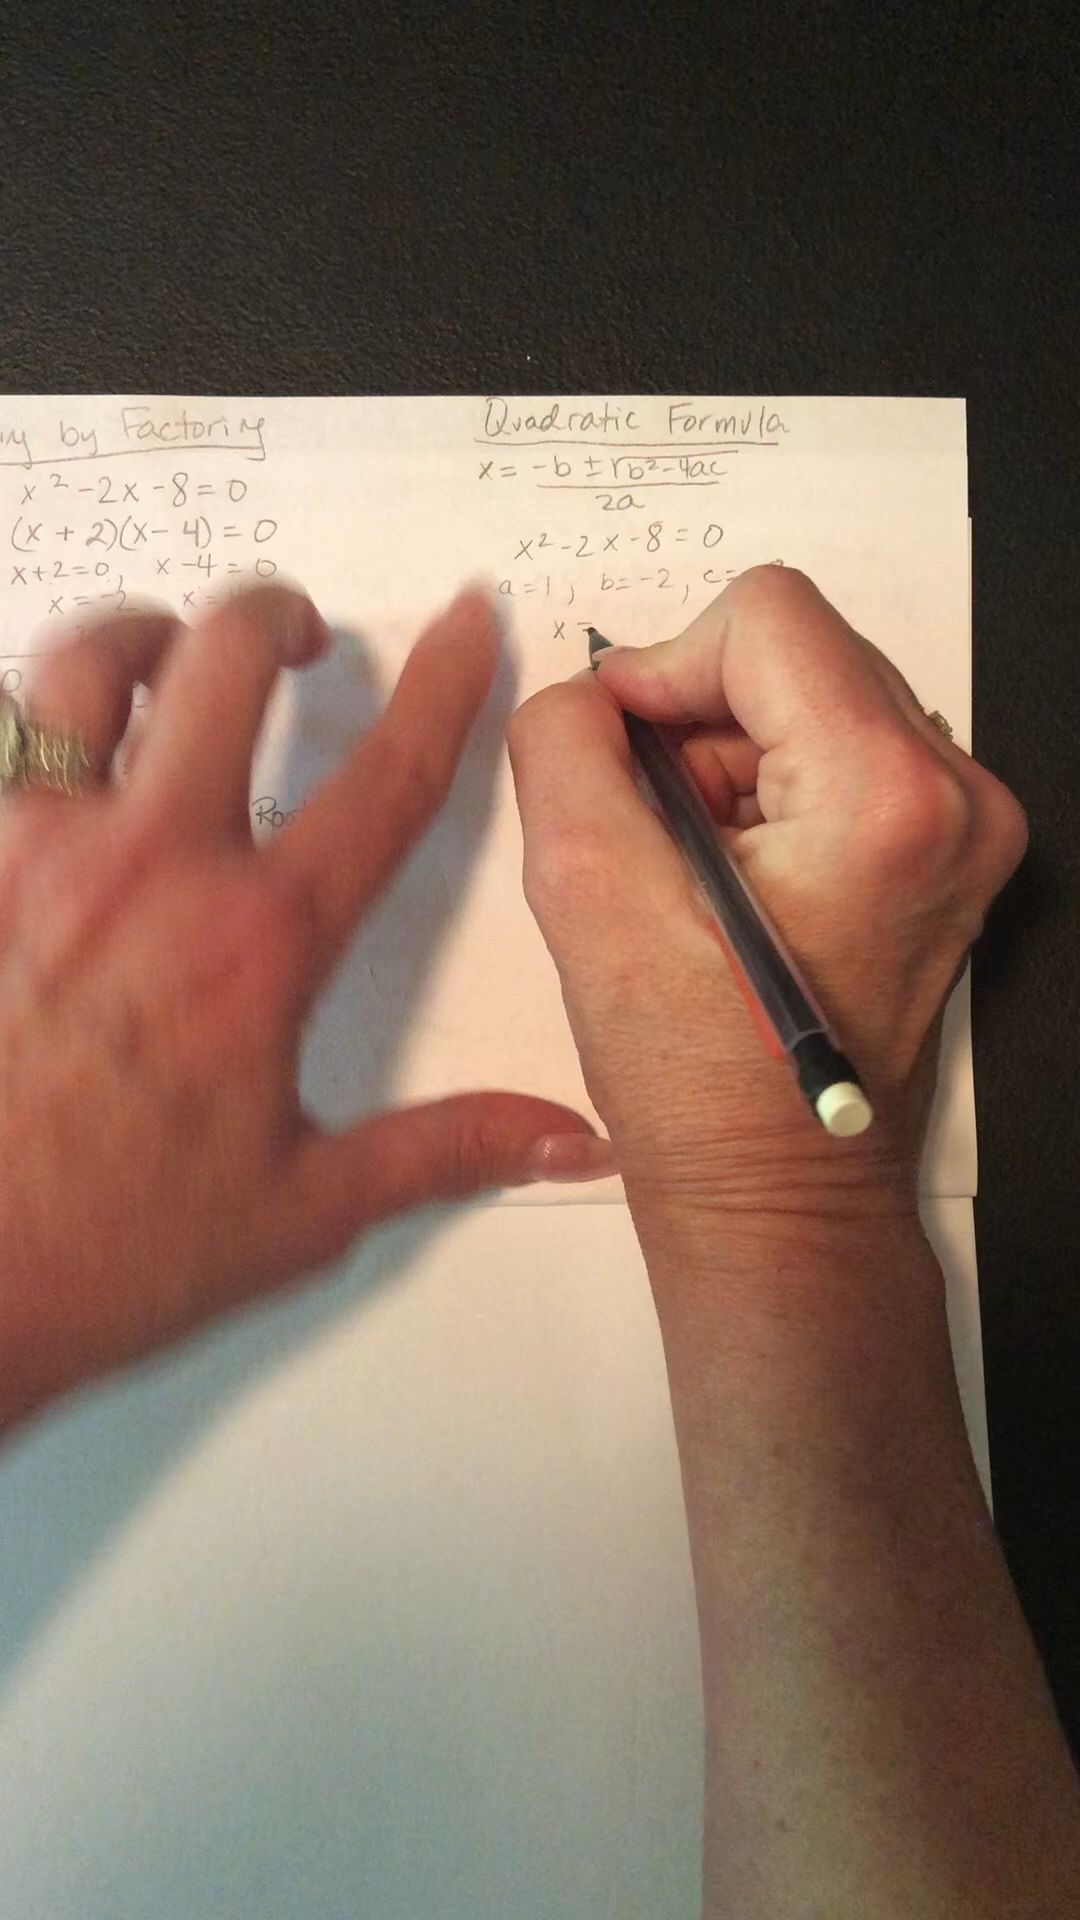 by Factoring
x² -2x -8 = 0
(x + 2)(x - 4) = 0
x+2=0, x -4 = 0
x = -2 x =
Quadratic Formula
x = -b ± √b²-4ac
2a
x² -2x -8 = 0
a = 1, b = -2, c =
x =